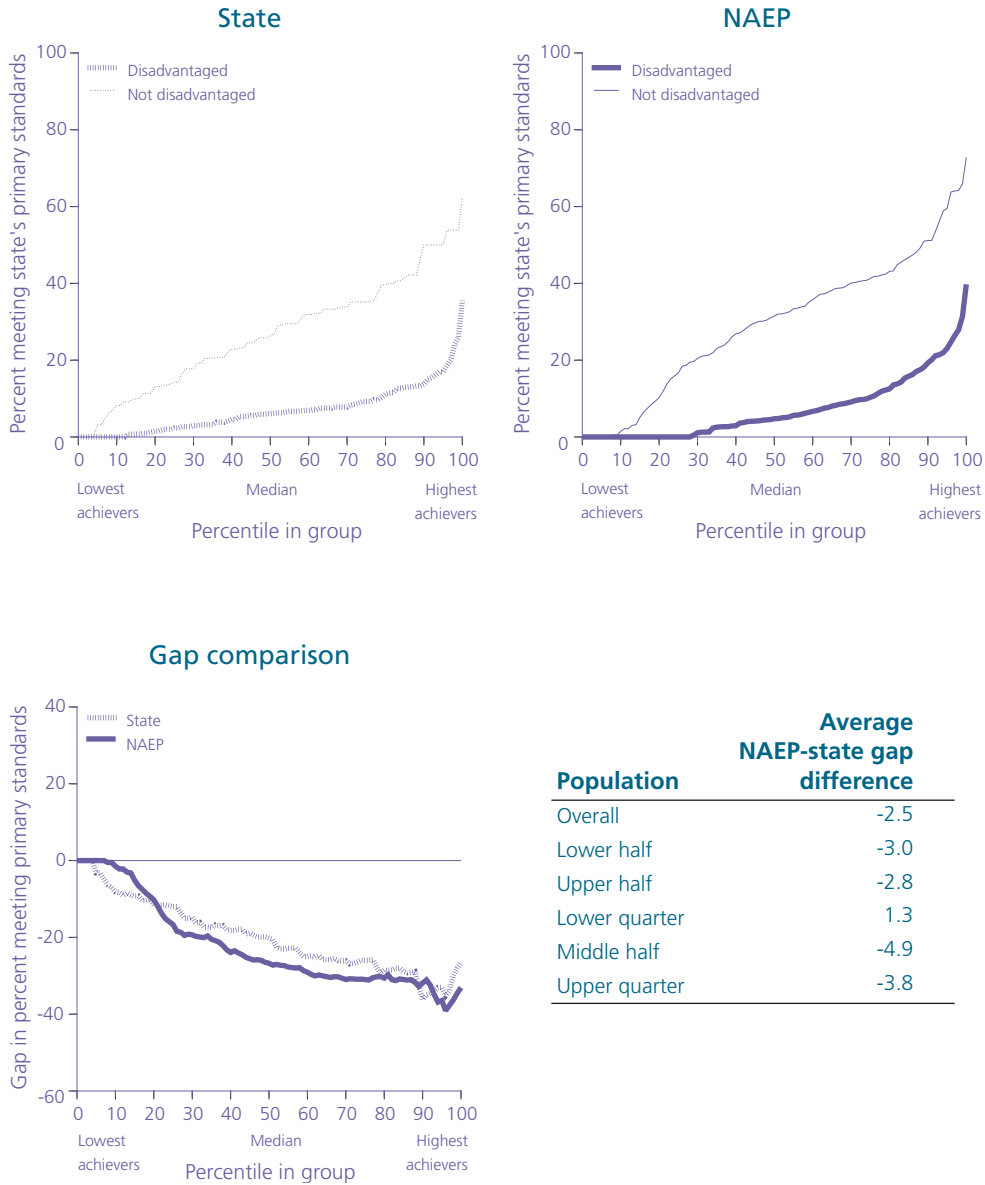 State
Percent meeting state's primary standards
100
80
60
40
20
0
Disadvantaged
Not disadvantaged
0 10 20 30 40 50 60 70 80 90 100
Lowest achievers
Median
Highest achievers
Percentile in group
NAEP
Percent meeting state's primary standards
100
80
60
40
20
0
Disadvantaged
Not disadvantaged
0 10 20 30 40 50 60 70 80 90 100
Lowest achievers
Median
Highest achievers
Percentile in group
Gap comparison
Gap in percent meeting primary standards
40
20
0
-20
-40
-60
State
NAEP
0 10 20 30 40 50 60 70 80 90 100
Lowest achievers
Median
Highest achievers
Percentile in group
Population Average NAEP-state gap difference
Overall -2.5
Lower half -3.0
Upper half -2.8
Lower quarter 1.3
Middle half -4.9
Upper quarter -3.8